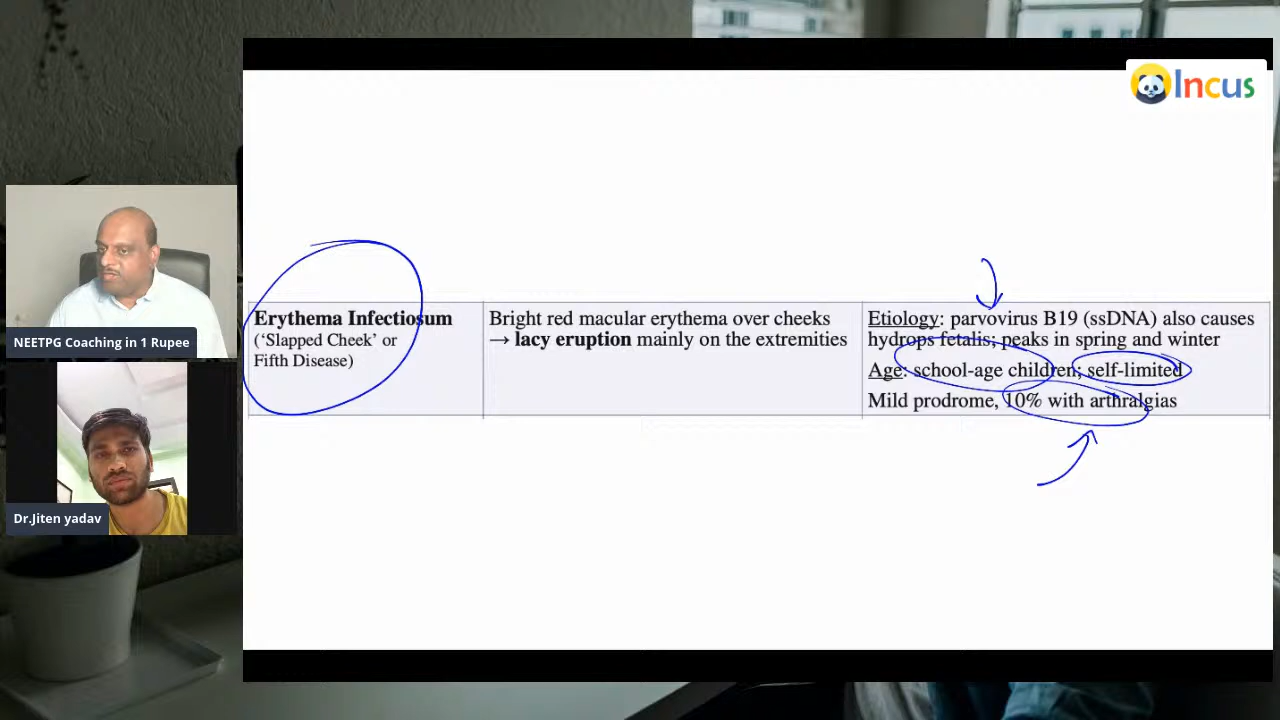 Incus
NEETPG Coaching in 1 Rupee
Dr.Jiten yadav
Erythema Infectiosum
(‘Slapped Cheek’ or
Fifth Disease)
Bright red macular erythema over cheeks
→ lacy eruption mainly on the extremities
Etiology: parvovirus B19 (ssDNA) also causes
hydrops fetalis; peaks in spring and winter
Age: school-age children; self-limited
Mild prodrome, 10% with arthralgias